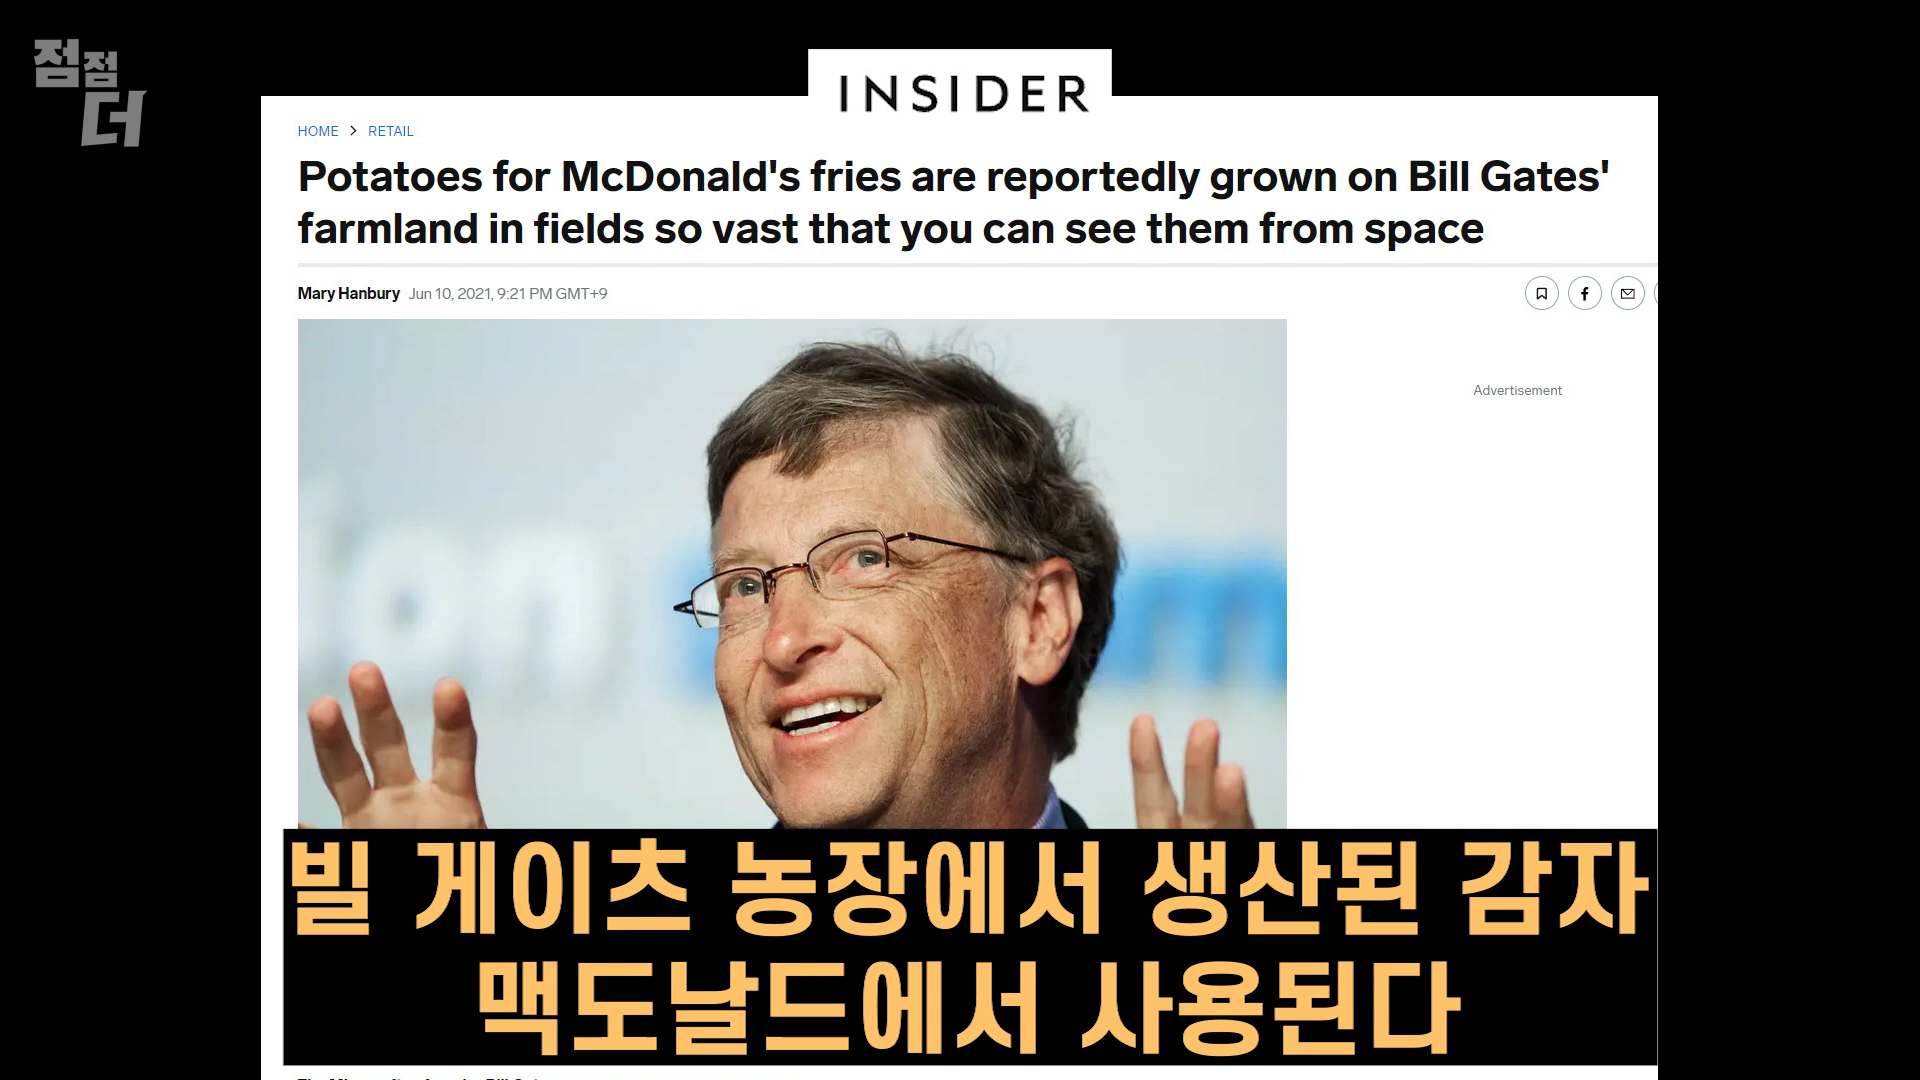 점점
더
INSIDER
HOME > RETAIL
Potatoes for McDonald's fries are reportedly grown on Bill Gates'
farmland in fields so vast that you can see them from space
Mary Hanbury Jun 10, 2021, 9:21 PM GMT+9
Advertisement
빌 게이츠 농장에서 생산된 감자
맥도날드에서 사용된다